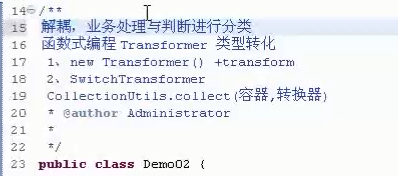 14 /**
15 解耦，业务处理与判断进行分类
16 函数式编程 Transformer 类型转化
17 1、new Transformer() +transform
18 2、SwitchTransformer
19 CollectionUtils.collect(容器,转换器)
20 * @author Administrator
21 *
22 */
23 public class Demo02 {